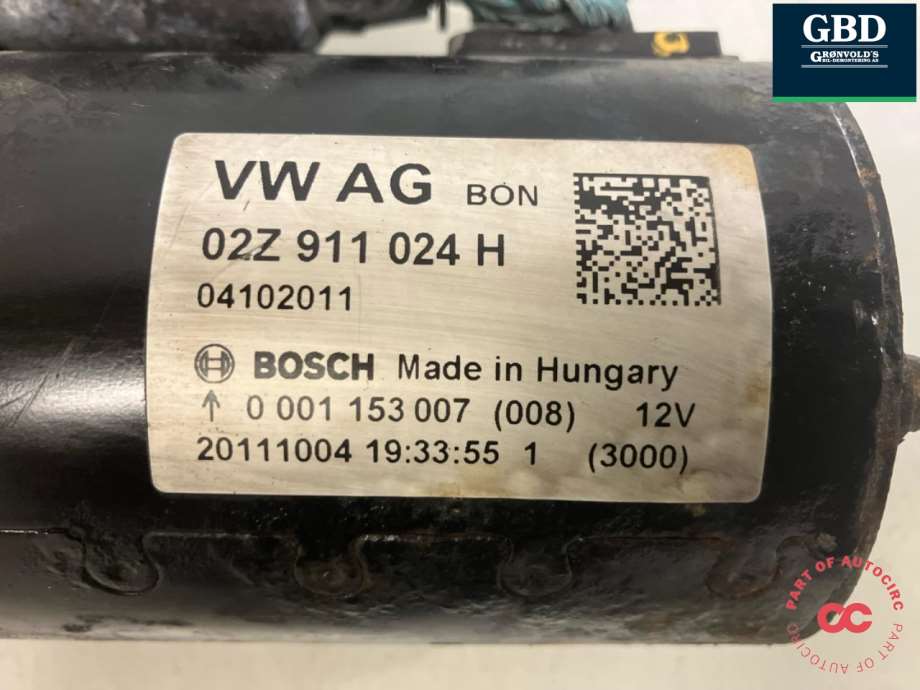 GBD
GRØNVOLD'S
BIL-DEMONTERING AS
VW AG BON
02Z 911 024 H
04102011
BOSCH Made in Hungary
↑ 0 001 153 007 (008) 12V
20111004 19:33:55 1 (3000)
PART OF AUTOCIRC PART OF AUTOCIRC